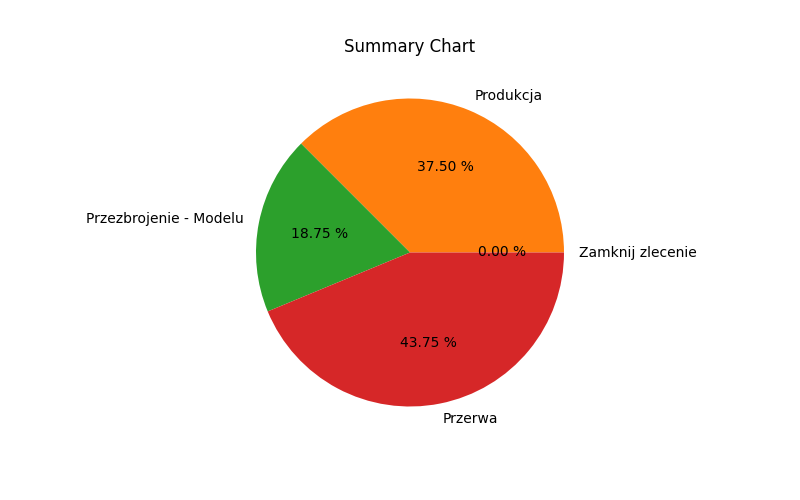 Summary Chart
Produkcja
37.50 %
Przezbrojenie - Modelu
18.75 %
0.00 %
Zamknij zlecenie
43.75 %
Przerwa